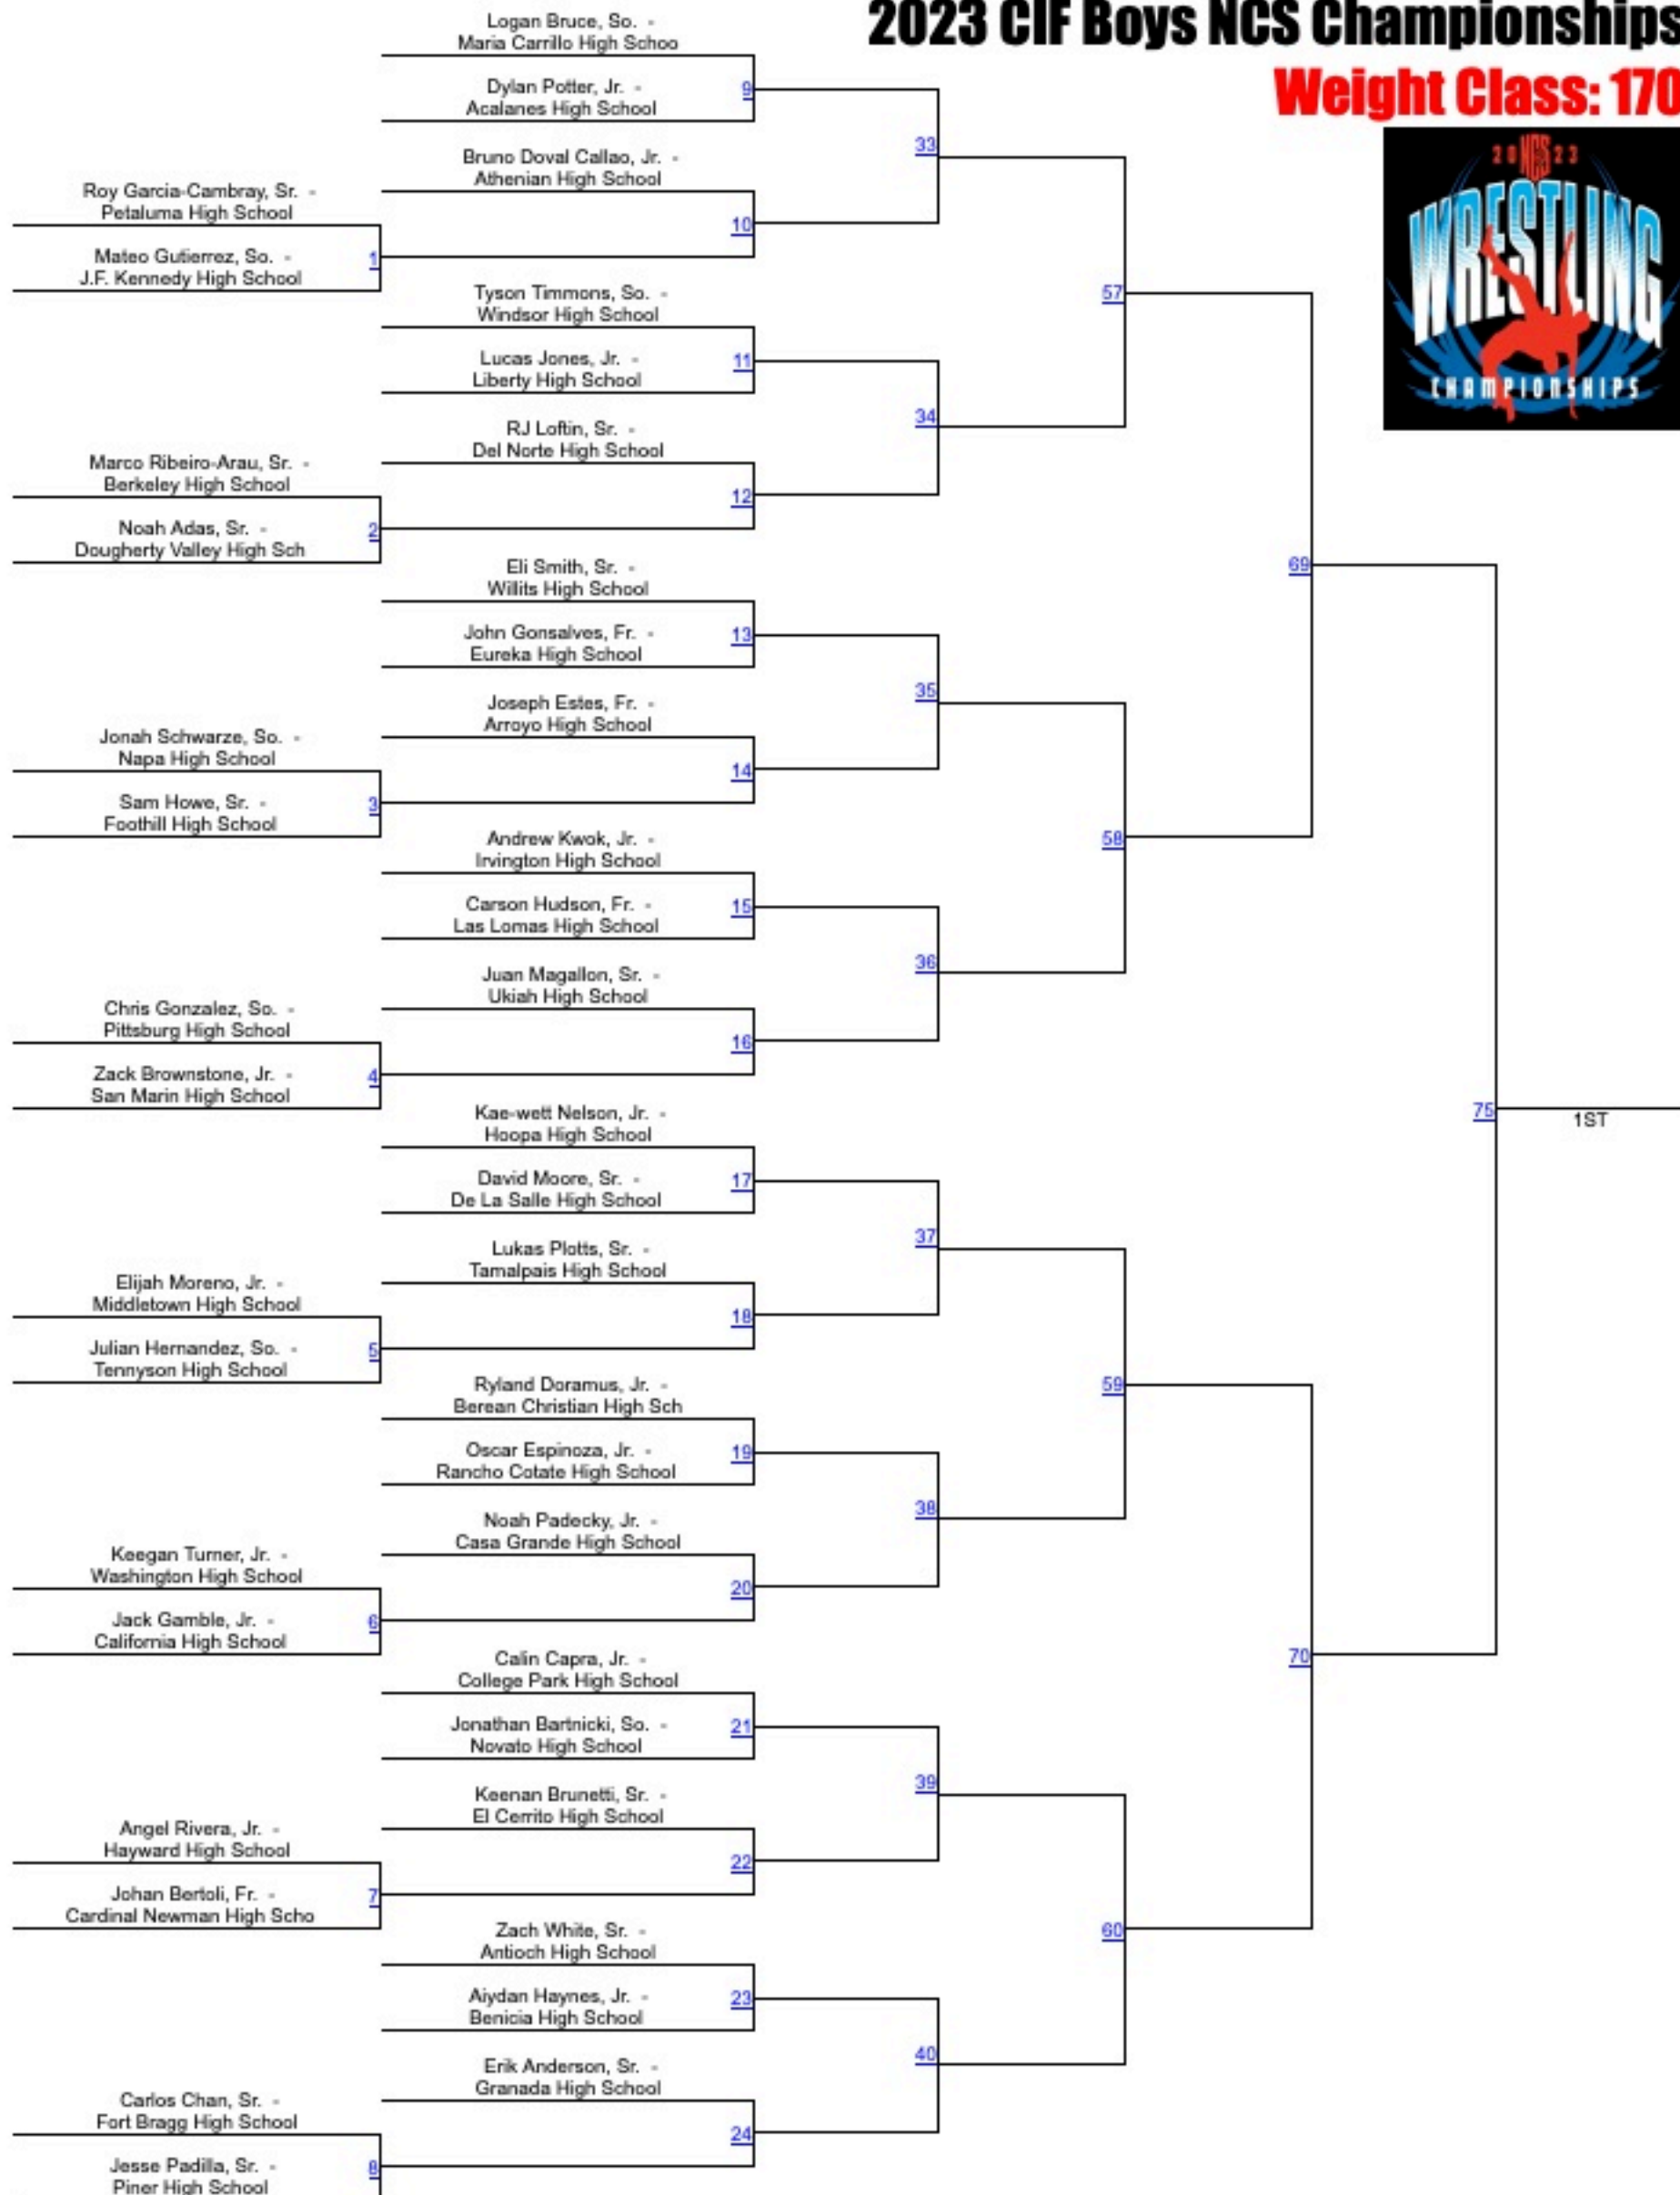 2023 CIF Boys NCS Championships
Weight Class: 170
20 NCS 23
WRESTLING
CHAMPIONSHIPS
Logan Bruce, So. -
Maria Carrillo High Schoo
Dylan Potter, Jr. -
Acalanes High School
9
33
Bruno Doval Callao, Jr. -
Athenian High School
Roy Garcia-Cambray, Sr. -
Petaluma High School
10
Mateo Gutierrez, So. -
J.F. Kennedy High School
1
Tyson Timmons, So. -
Windsor High School
57
Lucas Jones, Jr. -
Liberty High School
11
34
RJ Loftin, Sr. -
Del Norte High School
Marco Ribeiro-Arau, Sr. -
Berkeley High School
12
Noah Adas, Sr. -
Dougherty Valley High Sch
2
Eli Smith, Sr. -
Willits High School
69
John Gonsalves, Fr. -
Eureka High School
13
35
Joseph Estes, Fr. -
Arroyo High School
Jonah Schwarze, So. -
Napa High School
14
Sam Howe, Sr. -
Foothill High School
3
Andrew Kwok, Jr. -
Irvington High School
58
Carson Hudson, Fr. -
Las Lomas High School
15
36
Juan Magallon, Sr. -
Ukiah High School
Chris Gonzalez, So. -
Pittsburg High School
16
Zack Brownstone, Jr. -
San Marin High School
4
Kae-wett Nelson, Jr. -
Hoopa High School
75
1ST
David Moore, Sr. -
De La Salle High School
17
37
Lukas Plotts, Sr. -
Tamalpais High School
Elijah Moreno, Jr. -
Middletown High School
18
Julian Hernandez, So. -
Tennyson High School
5
Ryland Doramus, Jr. -
Berean Christian High Sch
59
Oscar Espinoza, Jr. -
Rancho Cotate High School
19
38
Noah Padecky, Jr. -
Casa Grande High School
Keegan Turner, Jr. -
Washington High School
20
Jack Gamble, Jr. -
California High School
6
Calin Capra, Jr. -
College Park High School
70
Jonathan Bartnicki, So. -
Novato High School
21
39
Keenan Brunetti, Sr. -
El Cerrito High School
Angel Rivera, Jr. -
Hayward High School
22
Johan Bertoli, Fr. -
Cardinal Newman High Scho
7
Zach White, Sr. -
Antioch High School
60
Aiydan Haynes, Jr. -
Benicia High School
23
40
Erik Anderson, Sr. -
Granada High School
Carlos Chan, Sr. -
Fort Bragg High School
24
Jesse Padilla, Sr. -
Piner High School
8